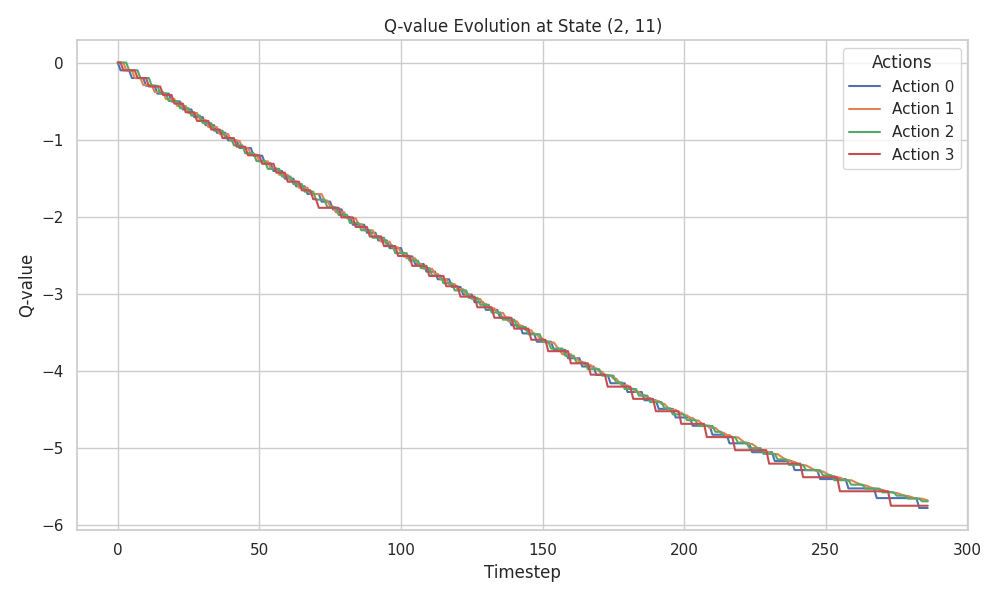 Q-value Evolution at State (2, 11)
Actions
Action 0
Action 1
Action 2
Action 3
Q-value
0
−1
−2
−3
−4
−5
−6
0 50 100 150 200 250 300
Timestep